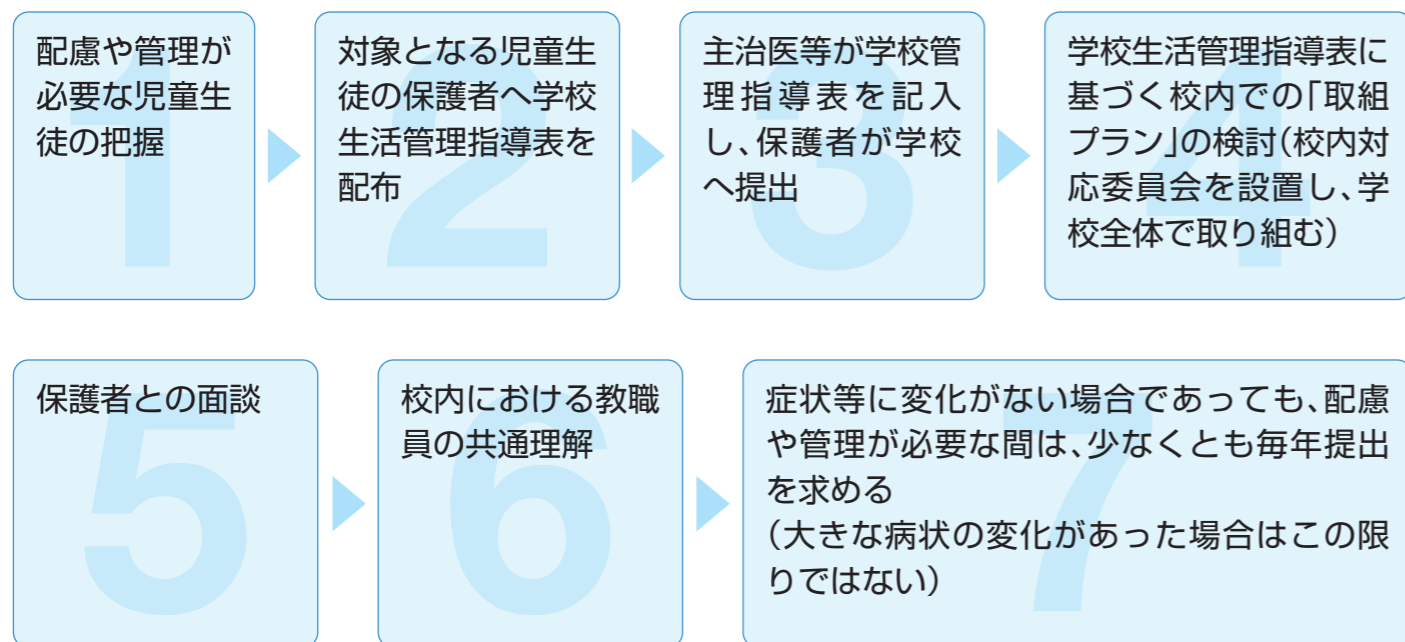 1
配慮や管理が
必要な児童生
徒の把握
2
対象となる児童生
徒の保護者へ学校
生活管理指導表を
配布
3
主治医等が学校管
理指導表を記入
し、保護者が学校
へ提出
4
学校生活管理指導表に
基づく校内での「取組
プラン」の検討(校内対
応委員会を設置し、学
校全体で取り組む)
5
保護者との面談
6
校内における教職
員の共通理解
7
症状等に変化がない場合であっても、配慮
や管理が必要な間は、少なくとも毎年提出
を求める
(大きな病状の変化があった場合はこの限
りではない)